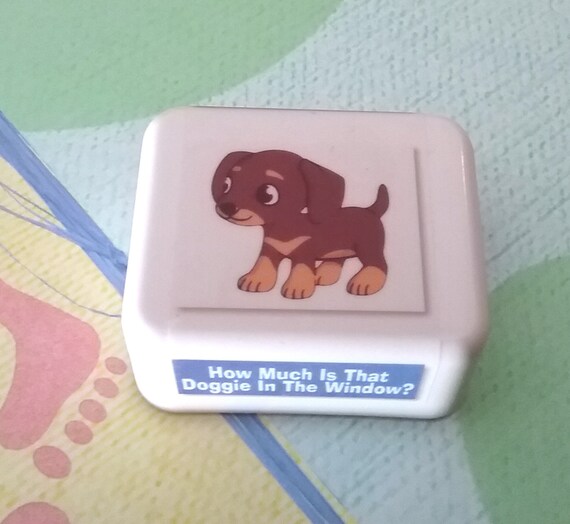 How Much Is That
Doggie In The Window?